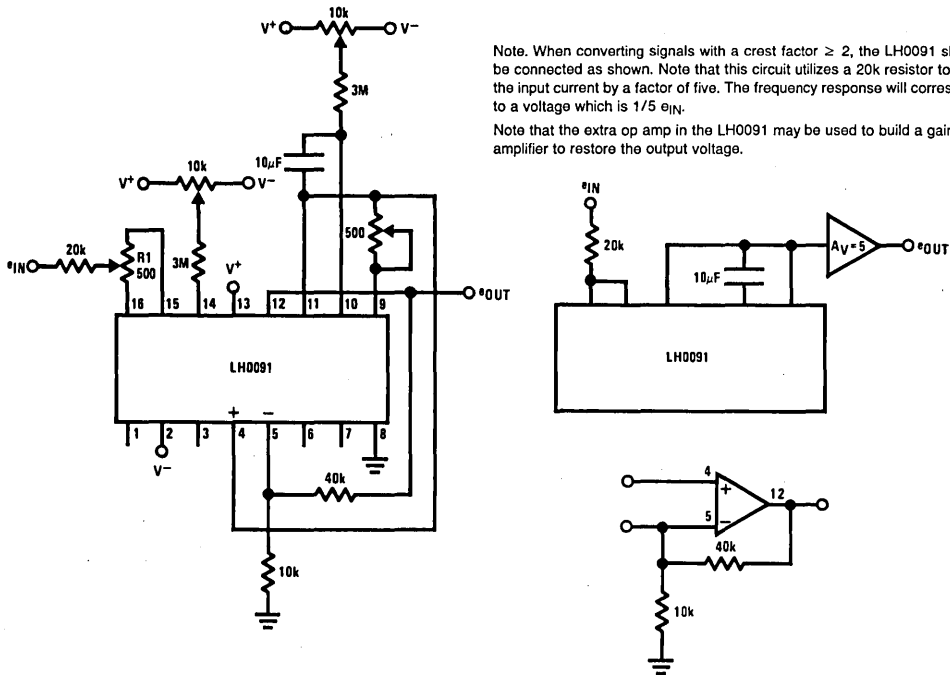 10k
V+
V−
3M
10μF
10k
V+
V−
500
20k
eIN
R1
500
3M
V+
eOUT
16 15 14 13 12 11 10 9
LH0091
+ −
1 2 3 4 5 6 7 8
V−
40k
10k
Note. When converting signals with a crest factor ≥ 2, the LH0091
be connected as shown. Note that this circuit utilizes a 20k resistor to
the input current by a factor of five. The frequency response will
to a voltage which is 1/5 eIN.
Note that the extra op amp in the LH0091 may be used to build a gain
amplifier to restore the output voltage.
eIN
20k
10μF
AV = 5
eOUT
LH0091
4
+
12
5
−
40k
10k